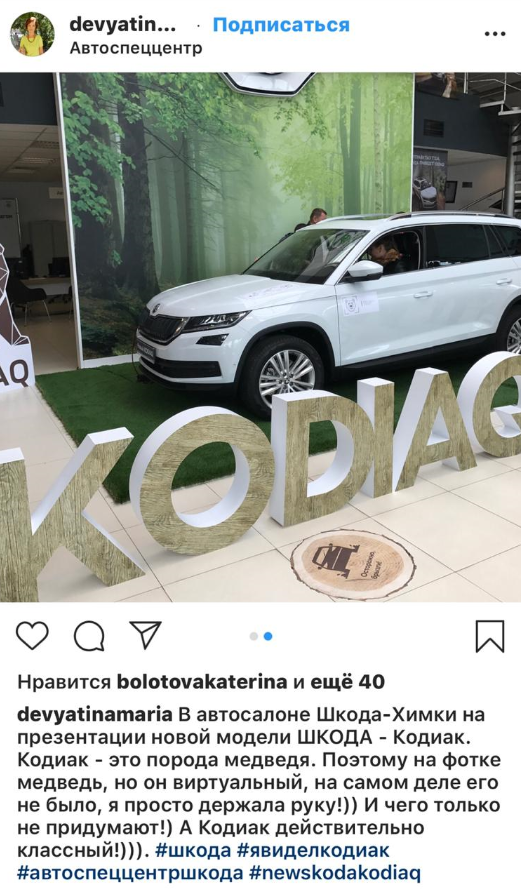 devyatin... · Подписаться
Автоспеццентр
AQ
KODIAQ
Осторожно,
Нравится bolotovakaterina и ещё 40
devyatinamaria В автосалоне Шкода-Химки на
презентации новой модели ШКОДА - Кодиак.
Кодиак - это порода медведя. Поэтому на фотке
медведь, но он виртуальный, на самом деле его
не было, я просто держала руку!)) И чего только
не придумают!) А Кодиак действительно
классный!))). #шкода #явиделкодиак
#автоспеццентршкода #newskodakodiaq